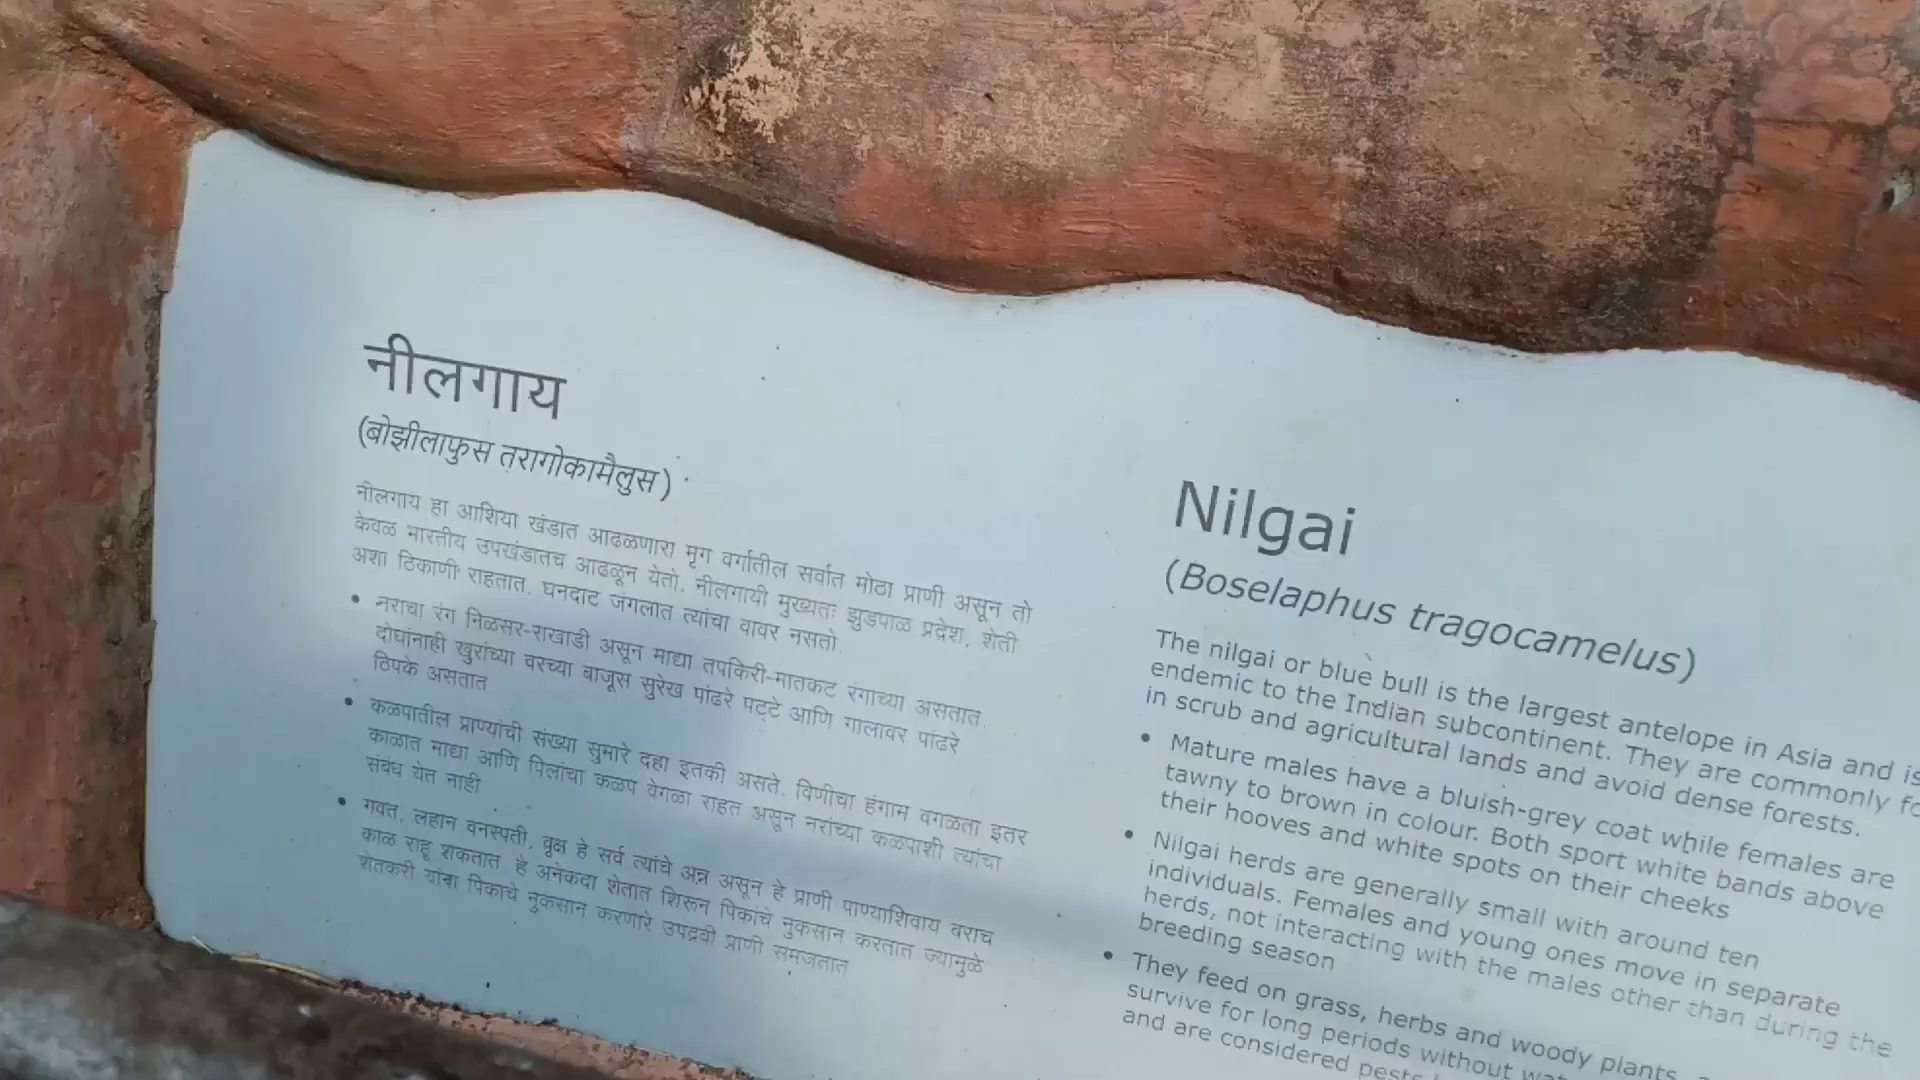 नीलगाय
(बोझीलाफुस त्रागोकामैलुस)
नीलगाय हा आशिया खंडात आढळणारा मृग वर्गातील सर्वात मोठा प्राणी असून तो
केवळ भारतीय उपखंडातच आढळून येतो. नीलगायी मुख्यतः झुडपाळ प्रदेश, शेती
अशा ठिकाणी राहतात. घनदाट जंगलात त्यांचा वावर नसतो.
• नराचा रंग निळसर-राखाडी असून माद्या तपकिरी-मातकट रंगाच्या असतात.
दोघांनाही खुरांच्या वरच्या बाजूस सुरेख पांढरे पट्टे आणि गालावर पांढरे
ठिपके असतात
• कळपातील प्राण्यांची संख्या सुमारे दहा इतकी असते. विणीचा हंगाम वगळता इतर
काळात माद्या आणि पिलांचा कळप वेगळा राहत असून नरांच्या कळपाशी त्यांचा
संबंध येत नाही
• गवत, लहान वनस्पती, वृक्ष हे सर्व त्यांचे अन्न असून हे प्राणी पाण्याशिवाय बराच
काळ राहू शकतात. हे अनेकदा शेतात शिरून पिकांचे नुकसान करतात ज्यामुळे
शेतकरी यांना पिकाचे नुकसान करणारे उपद्रवी प्राणी समजतात
Nilgai
(Boselaphus tragocamelus)
The nilgai or blue bull is the largest antelope in Asia and is
endemic to the Indian subcontinent. They are commonly
in scrub and agricultural lands and avoid dense forests.
• Mature males have a bluish-grey coat while females are
tawny to brown in colour. Both sport white bands above
their hooves and white spots on their cheeks
• Nilgai herds are generally small with around ten
individuals. Females and young ones move in separate
herds, not interacting with the males other than during the
breeding season
• They feed on grass, herbs and woody plants,
survive for long periods without
and are considered pests